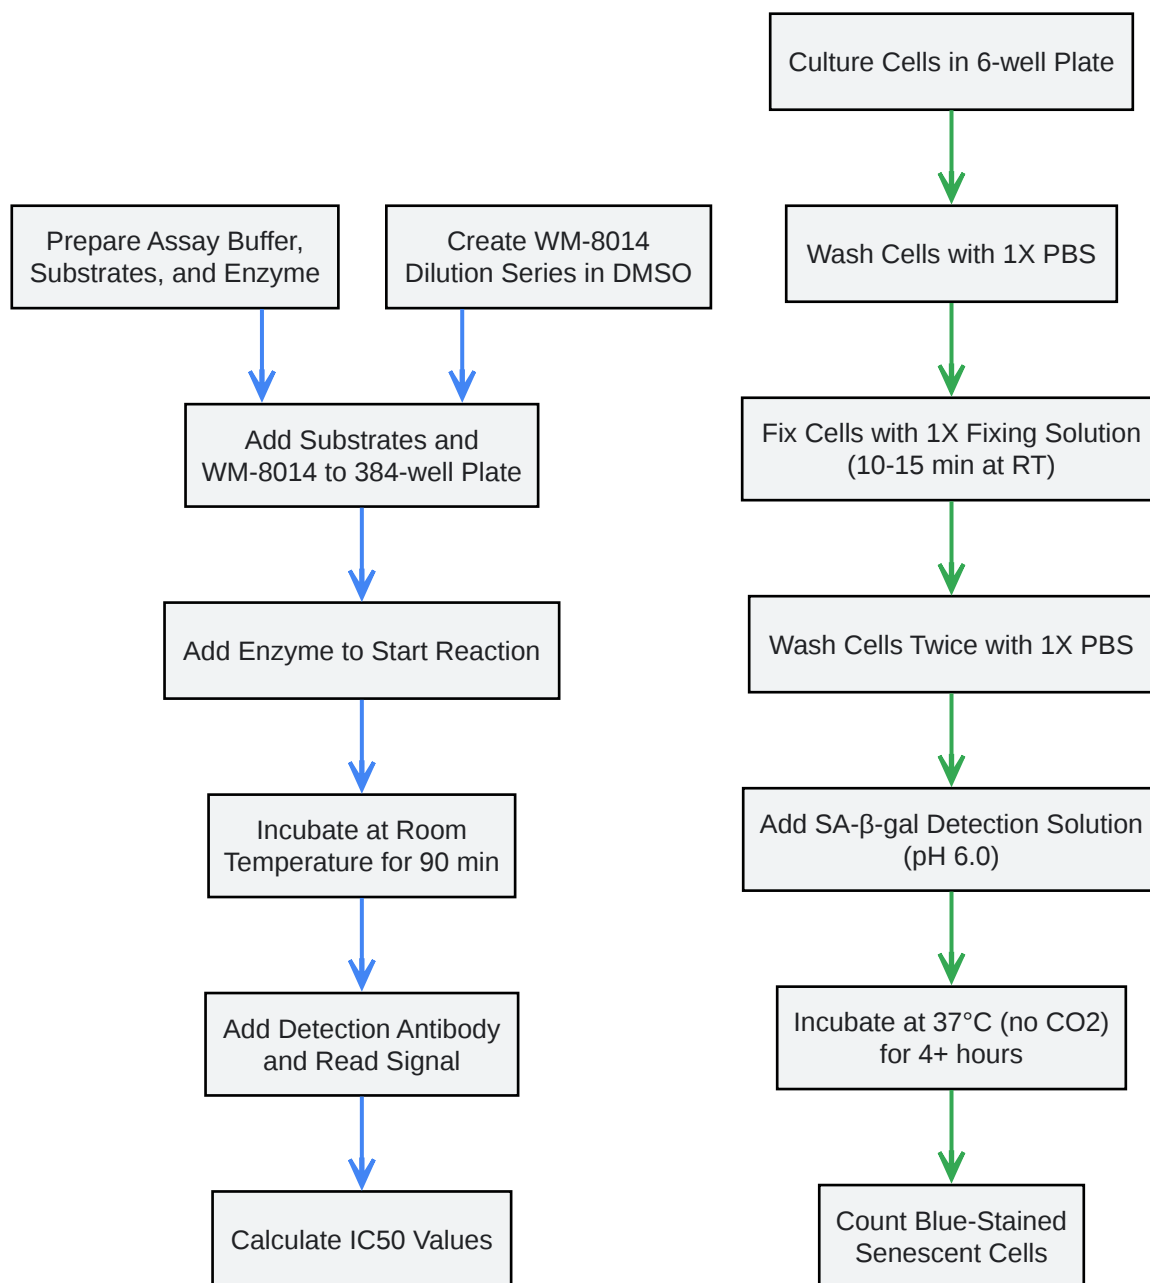 Prepare Assay Buffer,
Substrates, and Enzyme
Create WM-8014
Dilution Series in DMSO
Add Substrates and
WM-8014 to 384-well Plate
Add Enzyme to Start Reaction
Incubate at Room
Temperature for 90 min
Add Detection Antibody
and Read Signal
Calculate IC50 Values
Culture Cells in 6-well Plate
Wash Cells with 1X PBS
Fix Cells with 1X Fixing Solution
(10-15 min at RT)
Wash Cells Twice with 1X PBS
Add SA-β-gal Detection Solution
(pH 6.0)
Incubate at 37°C (no CO2)
for 4+ hours
Count Blue-Stained
Senescent Cells